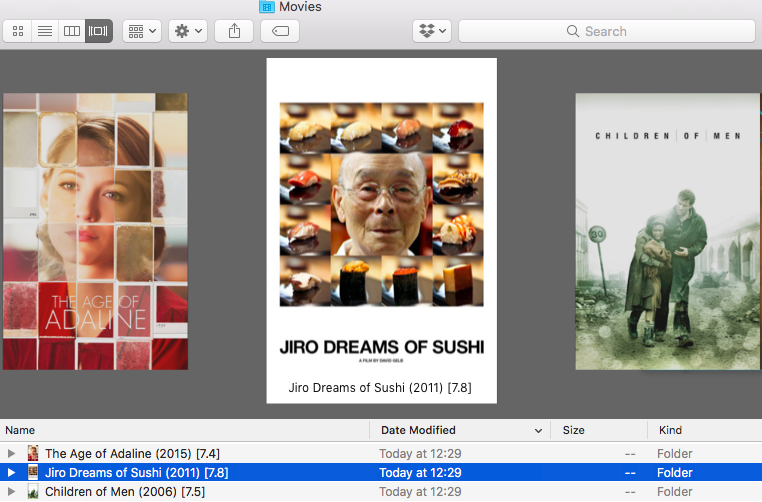 Movies
Search
THE AGE OF
ADALINE
JIRO DREAMS OF SUSHI
A FILM BY DAVID GELB
CHILDREN OF MEN
30
Jiro Dreams of Sushi (2011) [7.8]
Name Date Modified Size Kind
The Age of Adaline (2015) [7.4] Today at 12:29 -- Folder
Jiro Dreams of Sushi (2011) [7.8] Today at 12:29 -- Folder
Children of Men (2006) [7.5] Today at 12:29 -- Folder